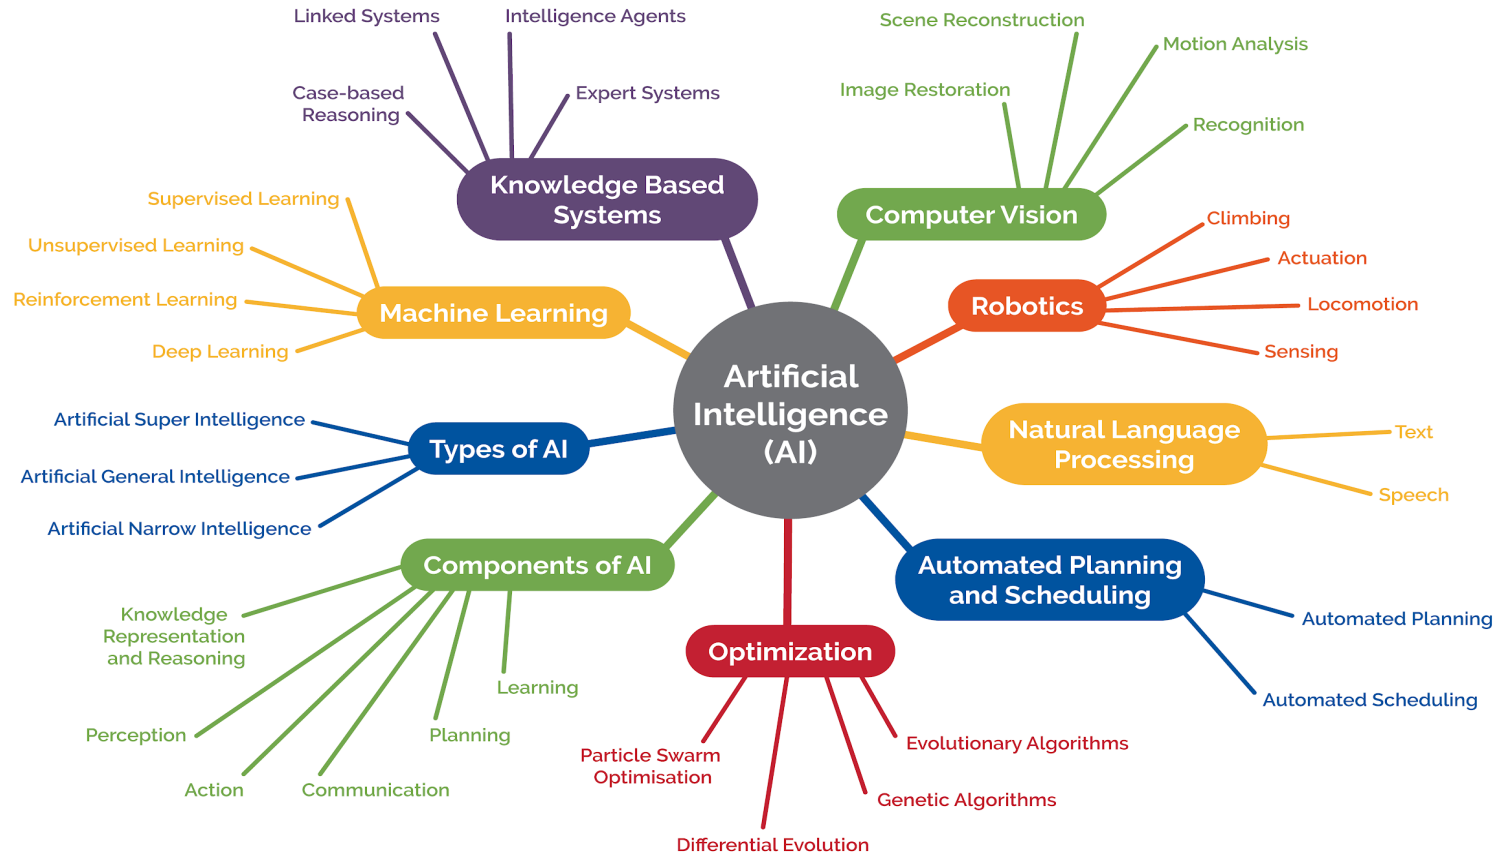 Linked Systems
Intelligence Agents
Case-based
Reasoning
Expert Systems
Knowledge Based
Systems
Scene Reconstruction
Motion Analysis
Image Restoration
Recognition
Computer Vision
Supervised Learning
Unsupervised Learning
Reinforcement Learning
Deep Learning
Machine Learning
Climbing
Actuation
Locomotion
Sensing
Robotics
Artificial
Intelligence
(AI)
Artificial Super Intelligence
Artificial General Intelligence
Artificial Narrow Intelligence
Types of AI
Natural Language
Processing
Text
Speech
Components of AI
Knowledge
Representation
and Reasoning
Perception
Action
Communication
Planning
Learning
Automated Planning
and Scheduling
Automated Planning
Automated Scheduling
Optimization
Particle Swarm
Optimisation
Differential Evolution
Genetic Algorithms
Evolutionary Algorithms